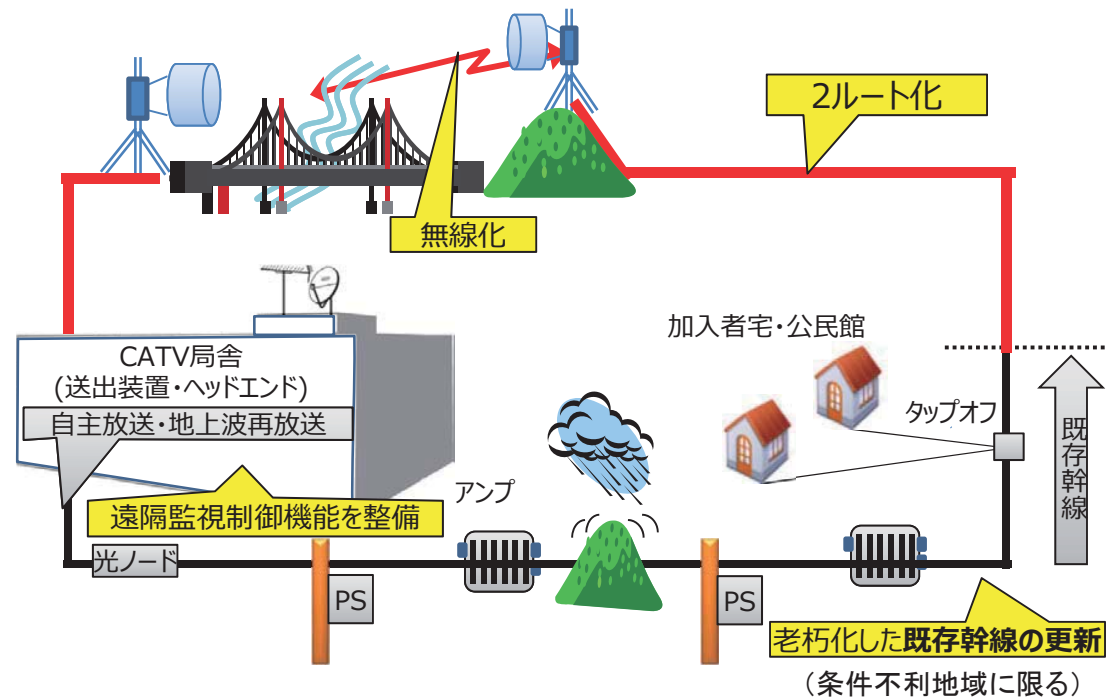 2ルート化
無線化
加入者宅・公民館
CATV局舎
(送出装置・ヘッドエンド)
自主放送・地上波再放送
タップオフ
既存幹線
アンプ
遠隔監視制御機能を整備
光ノード
PS
PS
老朽化した既存幹線の更新
（条件不利地域に限る）